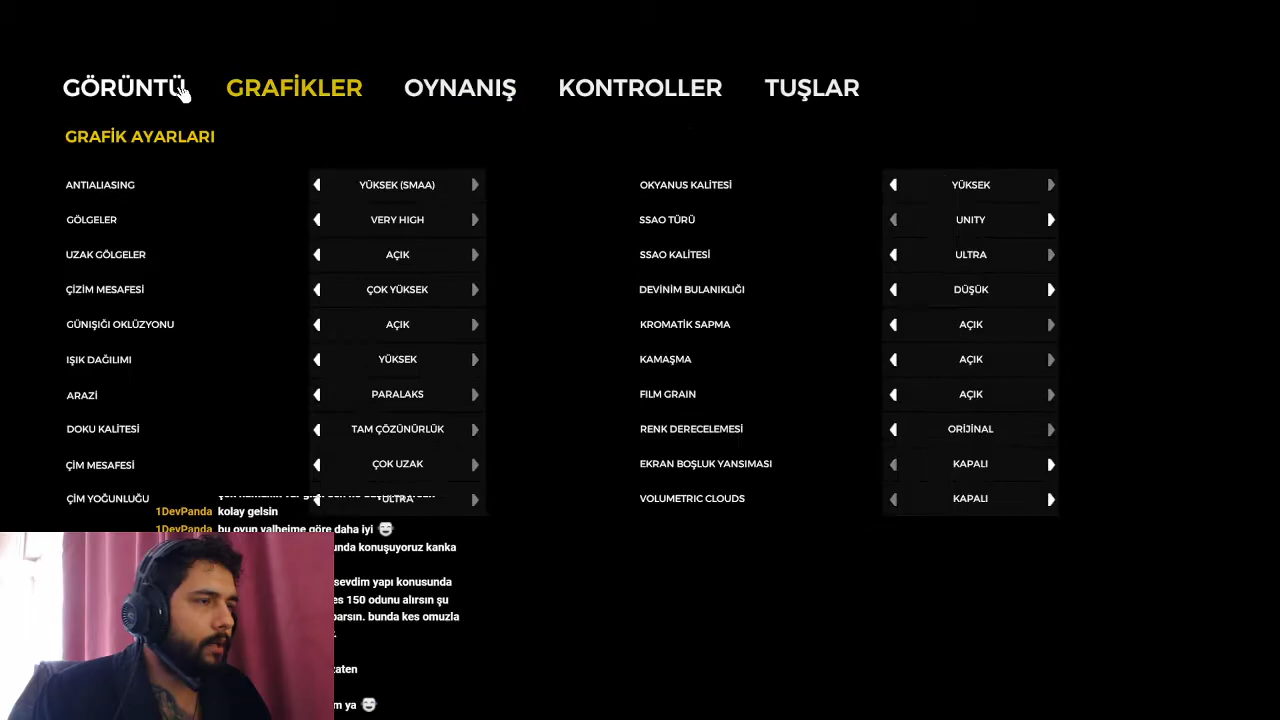 GÖRÜNTÜ GRAFİKLER OYNANIŞ KONTROLLER TUŞLAR
GRAFİK AYARLARI
ANTIALIASING YÜKSEK (SMAA)
GÖLGELER VERY HIGH
UZAK GÖLGELER AÇIK
ÇİZİM MESAFESİ ÇOK YÜKSEK
GÜNIŞIĞI OKLÜZYONU AÇIK
IŞIK DAĞILIMI YÜKSEK
ARAZİ PARALAKS
DOKU KALİTESİ TAM ÇÖZÜNÜRLÜK
ÇİM MESAFESİ ÇOK UZAK
ÇİM YOĞUNLUĞU ULTRA
OKYANUS KALİTESİ YÜKSEK
SSAO TÜRÜ UNITY
SSAO KALİTESİ ULTRA
DEVİNİM BULANIKLIĞI DÜŞÜK
KROMATİK SAPMA AÇIK
KAMAŞMA AÇIK
FILM GRAIN AÇIK
RENK DERECELEMESİ ORİJİNAL
EKRAN BOŞLUK YANSIMASI KAPALI
VOLUMETRIC CLOUDS KAPALI
1DevPanda kolay gelsin
1DevPanda bu oyun valheime göre daha iyi
unda konuşuyoruz kanka
sevdim yapı konusunda
es 150 odunu alırsın şu
parsın. bunda kes omuzla
zaten
m ya